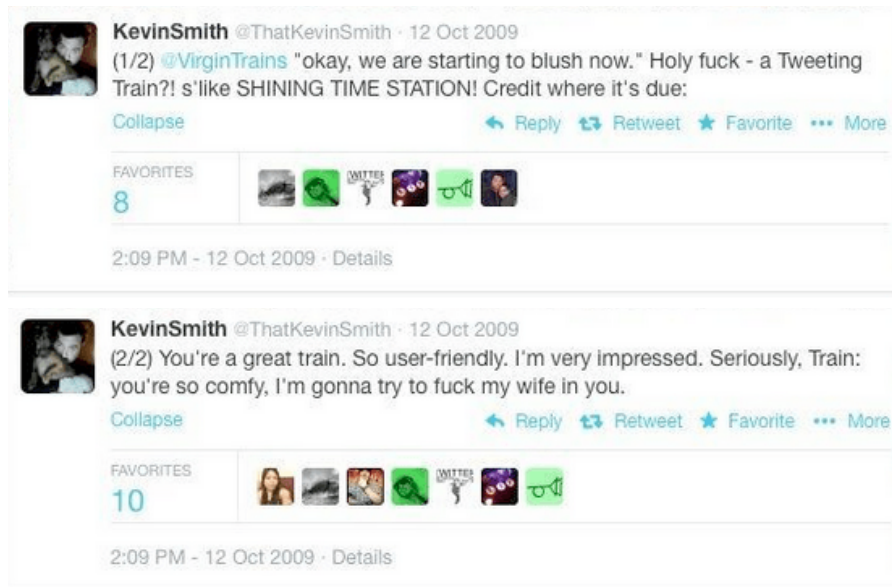 KevinSmith @ThatKevinSmith · 12 Oct 2009
(1/2) @VirginTrains "okay, we are starting to blush now." Holy fuck - a Tweeting
Train?! s'like SHINING TIME STATION! Credit where it's due:
Collapse Reply Retweet Favorite ••• More
FAVORITES
8
WITTER
2:09 PM - 12 Oct 2009 · Details
KevinSmith @ThatKevinSmith · 12 Oct 2009
(2/2) You're a great train. So user-friendly. I'm very impressed. Seriously, Train:
you're so comfy, I'm gonna try to fuck my wife in you.
Collapse Reply Retweet Favorite ••• More
FAVORITES
10
WITTER
2:09 PM - 12 Oct 2009 · Details